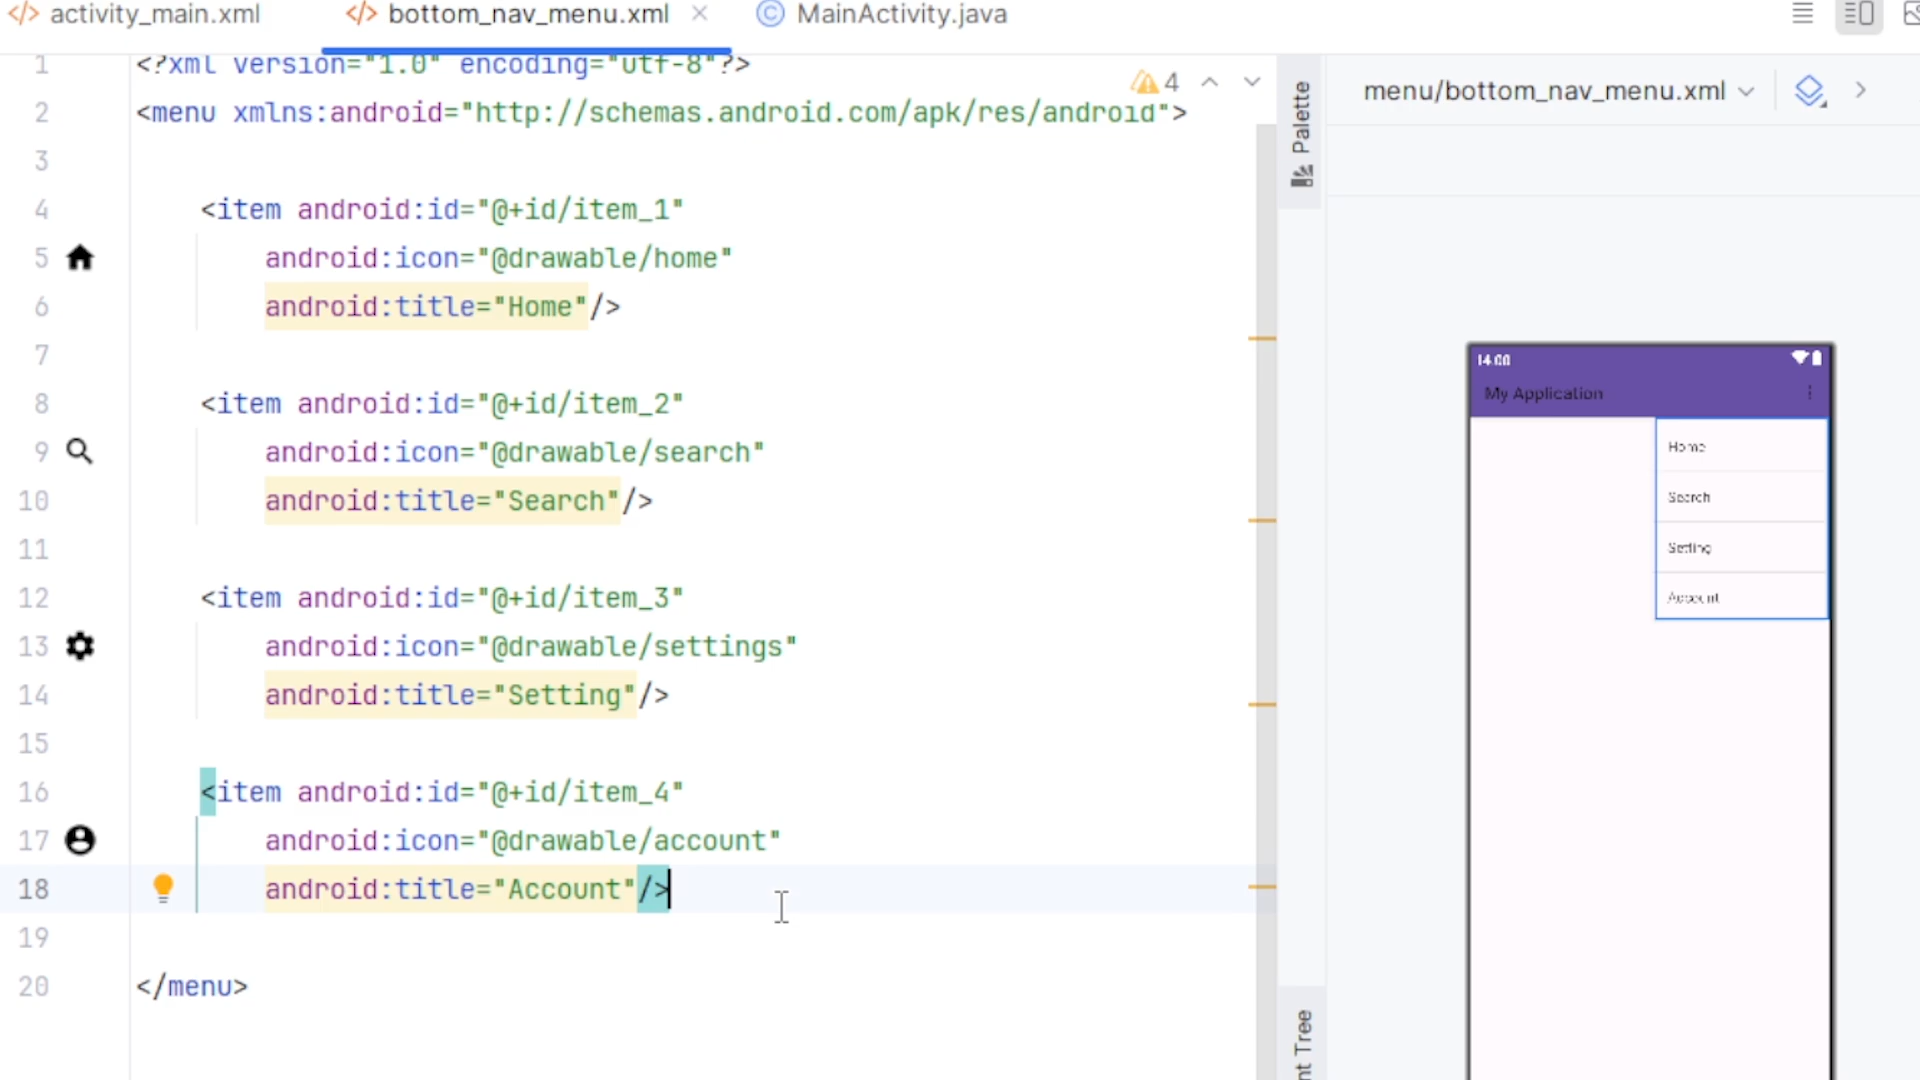 </> activity_main.xml </> bottom_nav_menu.xml × © MainActivity.java
1 <?xml version="1.0" encoding="utf-8"?>
2 <menu xmlns:android="http://schemas.android.com/apk/res/android">
3
4 <item android:id="@+id/item_1"
5 android:icon="@drawable/home"
6 android:title="Home"/>
7
8 <item android:id="@+id/item_2"
9 android:icon="@drawable/search"
10 android:title="Search"/>
11
12 <item android:id="@+id/item_3"
13 android:icon="@drawable/settings"
14 android:title="Setting"/>
15
16 <item android:id="@+id/item_4"
17 android:icon="@drawable/account"
18 android:title="Account"/>
19
20 </menu>
4
Palette
nt Tree
menu/bottom_nav_menu.xml
14:00
My Application
Home
Search
Setting
Account